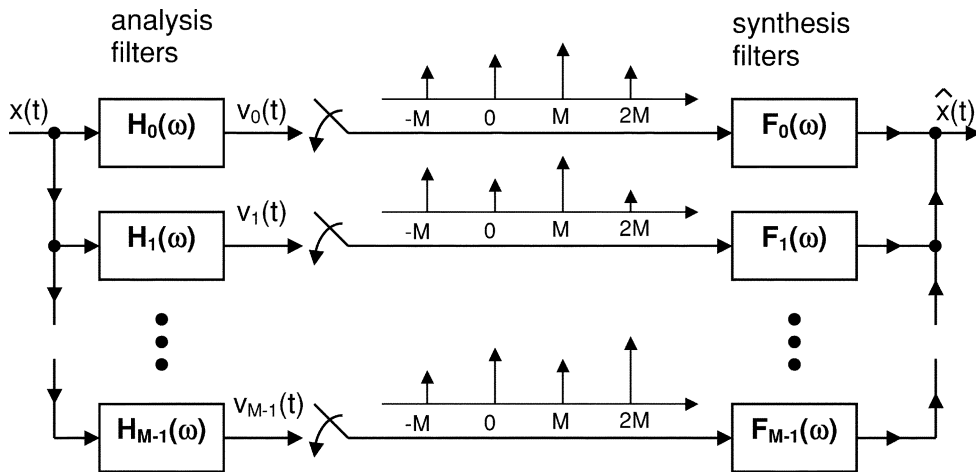 analysis
filters
synthesis
filters
x(t)
H₀(ω)
v₀(t)
-M 0 M 2M
F₀(ω)
x̂(t)
H₁(ω)
v₁(t)
-M 0 M 2M
F₁(ω)
H_{M-1}(ω)
v_{M-1}(t)
-M 0 M 2M
F_{M-1}(ω)